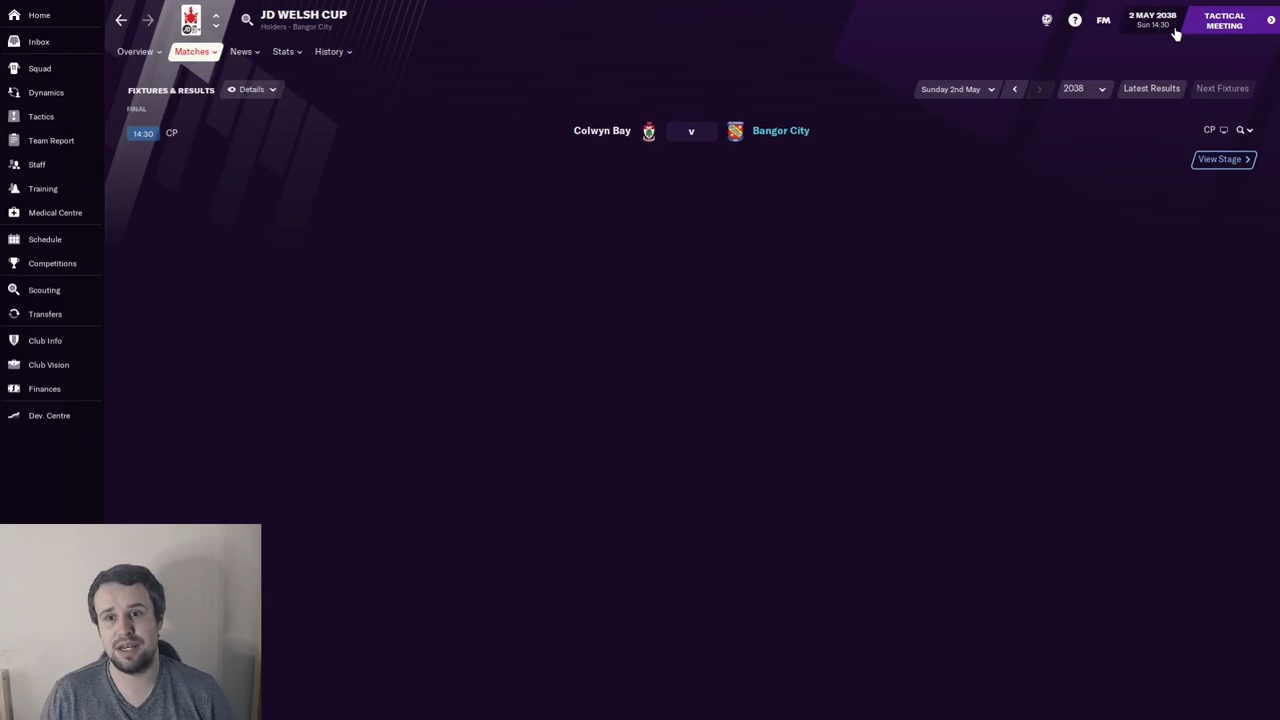 Home
JD WELSH CUP
Holders - Bangor City
FM
2 MAY 2038
Sun 14:30
TACTICAL
MEETING
Inbox
Overview
Matches
News
Stats
History
Squad
Dynamics
Tactics
Team Report
Staff
Training
Medical Centre
Schedule
Competitions
Scouting
Transfers
Club Info
Club Vision
Finances
Dev. Centre
FIXTURES & RESULTS
Details
Sunday 2nd May
2038
Latest Results
Next Fixtures
FINAL
14:30 CP
Colwyn Bay v Bangor City
CP
View Stage